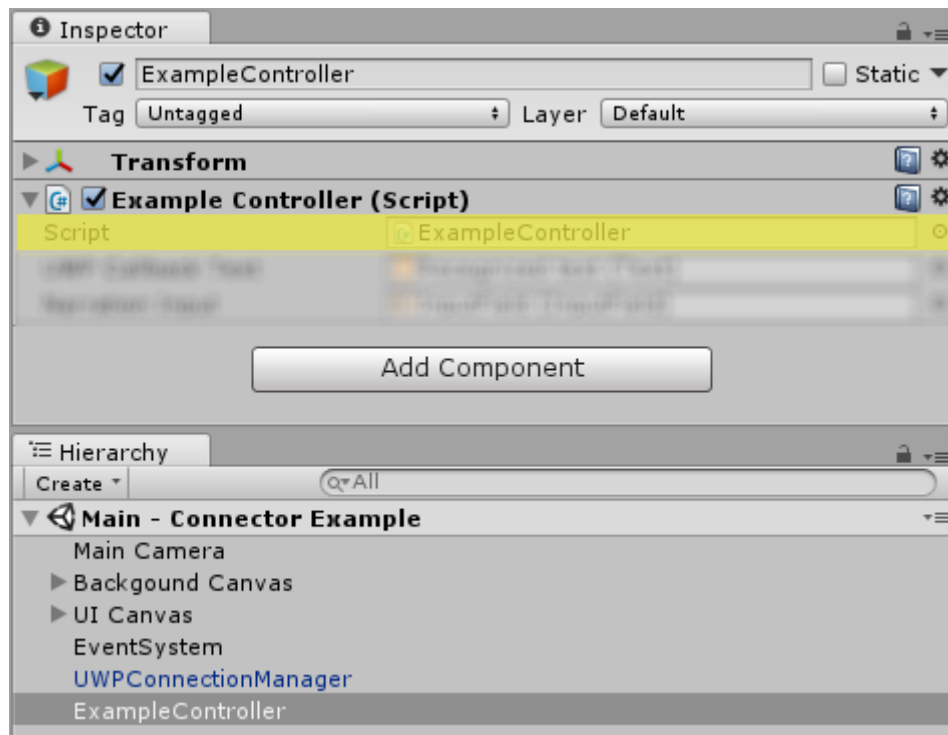 Inspector
ExampleController Static
Tag Untagged Layer Default
Transform
Example Controller (Script)
Script ExampleController
Add Component
Hierarchy
Create All
Main - Connector Example
Main Camera
Backgound Canvas
UI Canvas
EventSystem
UWPConnectionManager
ExampleController